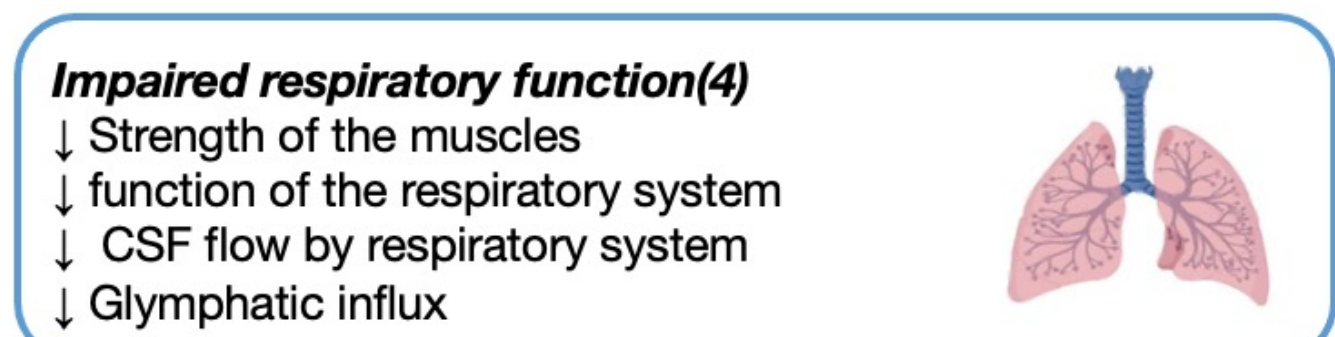 Impaired respiratory function(4)
↓ Strength of the muscles
↓ function of the respiratory system
↓ CSF flow by respiratory system
↓ Glymphatic influx